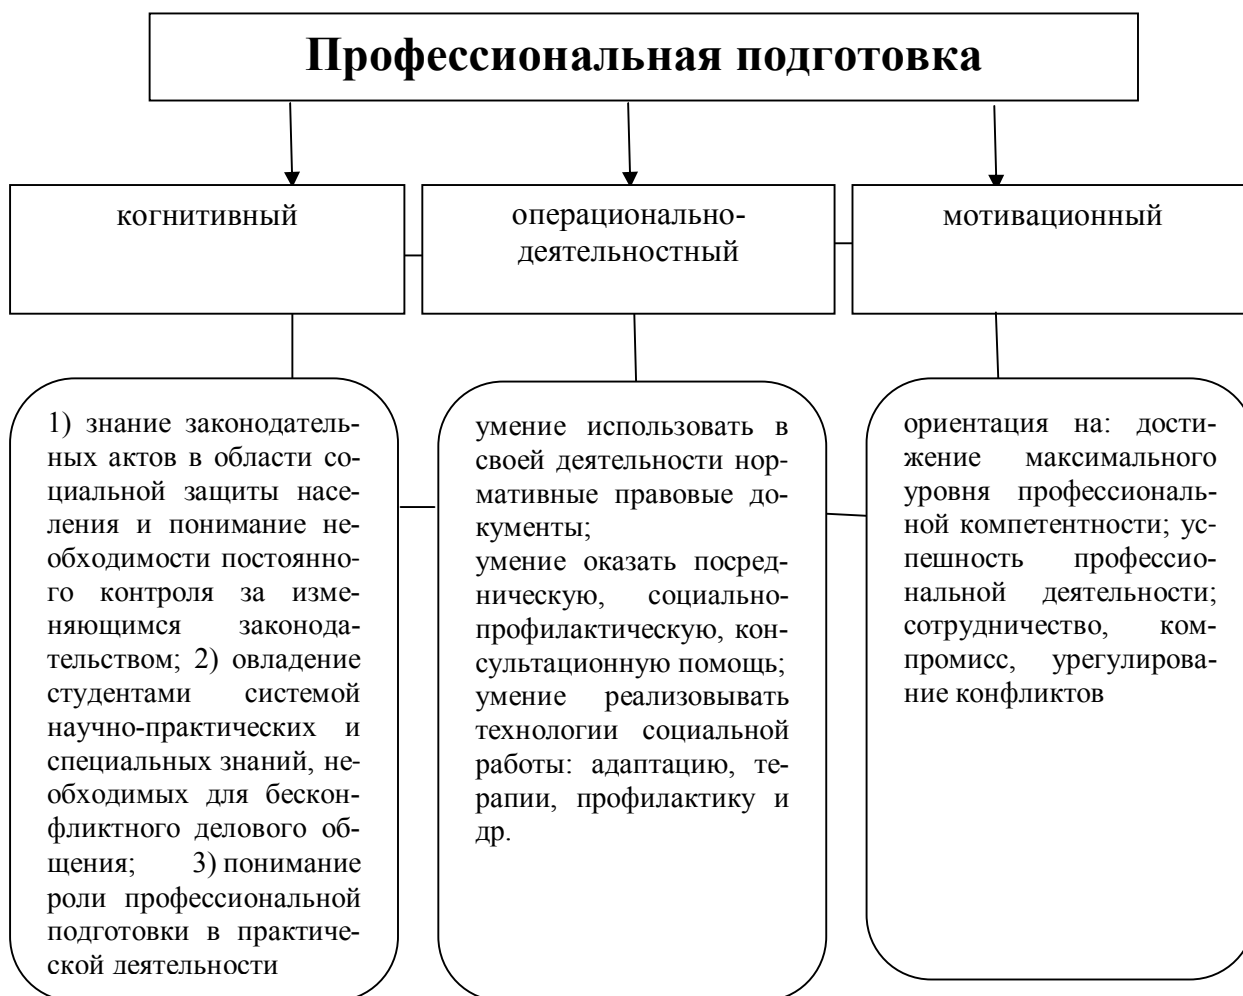 Профессиональная подготовка
когнитивный
операционально-
деятельностный
мотивационный
1) знание законодатель-
ных актов в области со-
циальной защиты насе-
ления и понимание не-
обходимости постоянно-
го контроля за изме-
няющимся законода-
тельством; 2) овладение
студентами системой
научно-практических и
специальных знаний, не-
обходимых для бескон-
фликтного делового об-
щения; 3) понимание
роли профессиональной
подготовки в практиче-
ской деятельности
умение использовать в
своей деятельности нор-
мативные правовые до-
кументы;
умение оказать посред-
ническую, социально-
профилактическую, кон-
сультационную помощь;
умение реализовывать
технологии социальной
работы: адаптацию, те-
рапии, профилактику и
др.
ориентация на: дости-
жение максимального
уровня профессиональ-
ной компетентности; ус-
пешность профессио-
нальной деятельности;
сотрудничество, ком-
промисс, урегулирова-
ние конфликтов